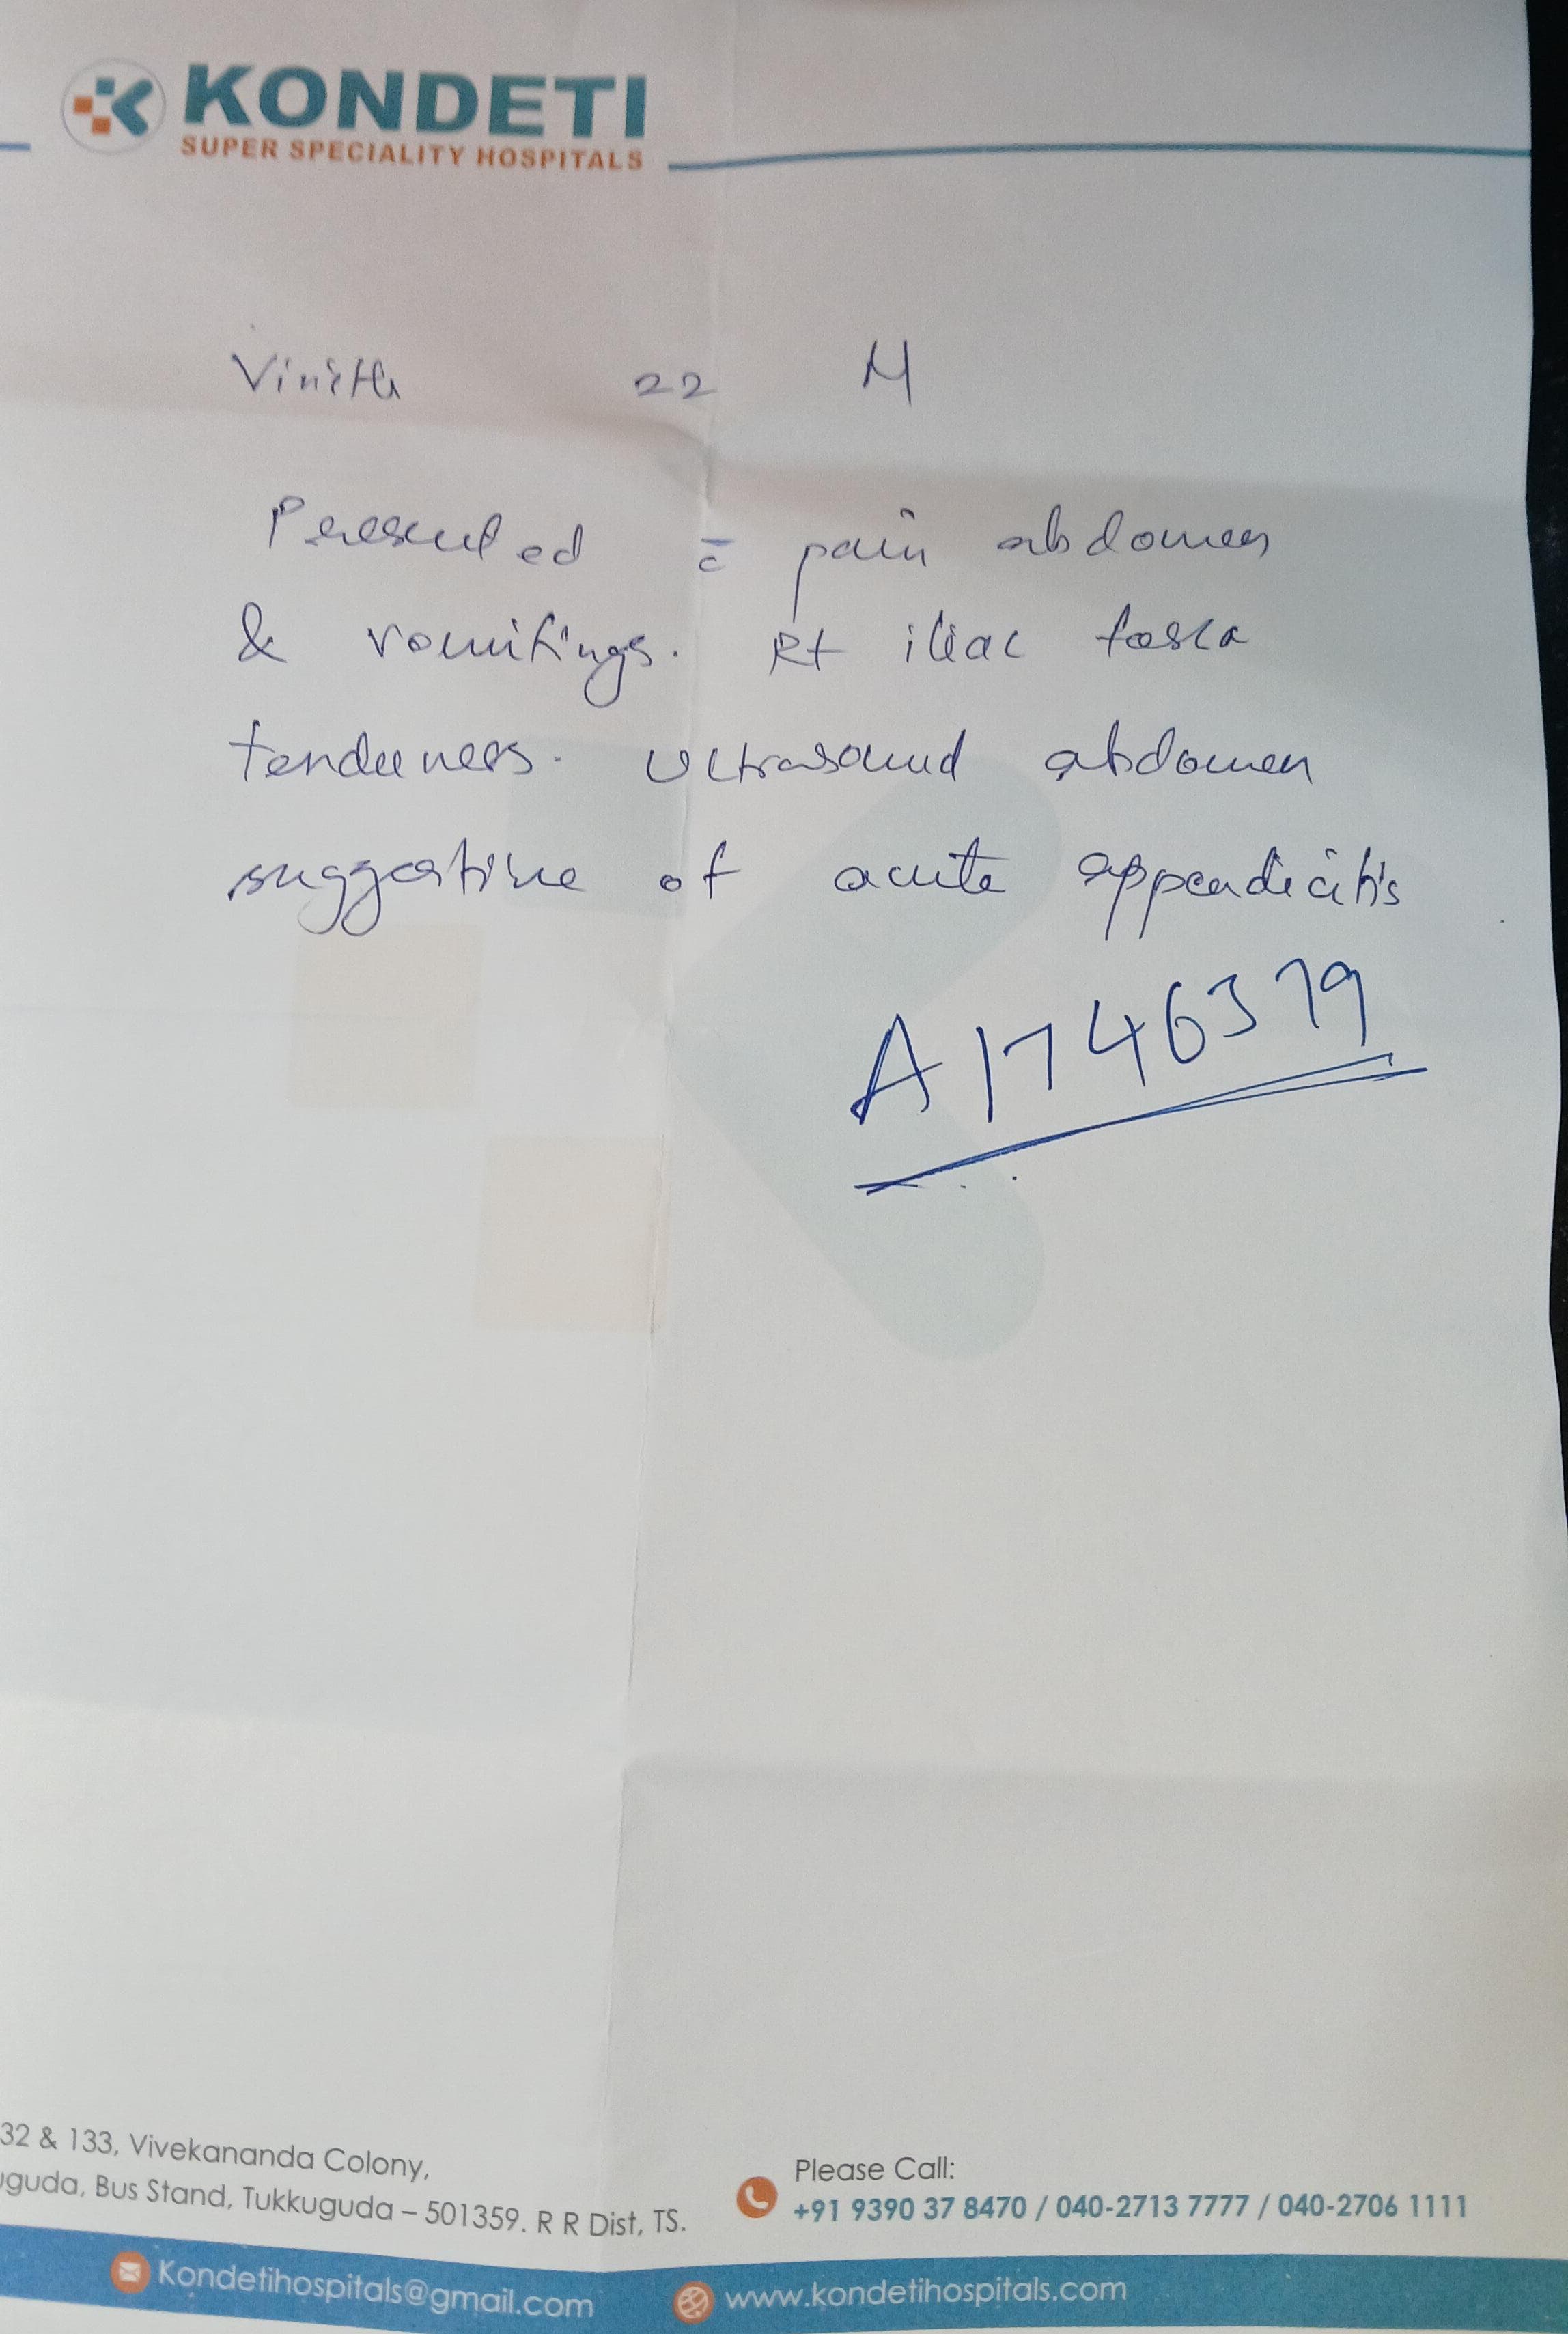 KONDETI
SUPER SPECIALITY HOSPITALS
Vinith 22 M
Presented c̄ pain abdomen
& vomitings. Rt iliac fossa
tenderness. Ultrasound abdomen
suggestive of acute appendicitis
A1746379
32 & 133, Vivekananda Colony,
uguda, Bus Stand, Tukkuguda – 501359. R R Dist, TS.
Please Call:
+91 9390 37 8470 / 040-2713 7777 / 040-2706 1111
Kondetihospitals@gmail.com
www.kondetihospitals.com